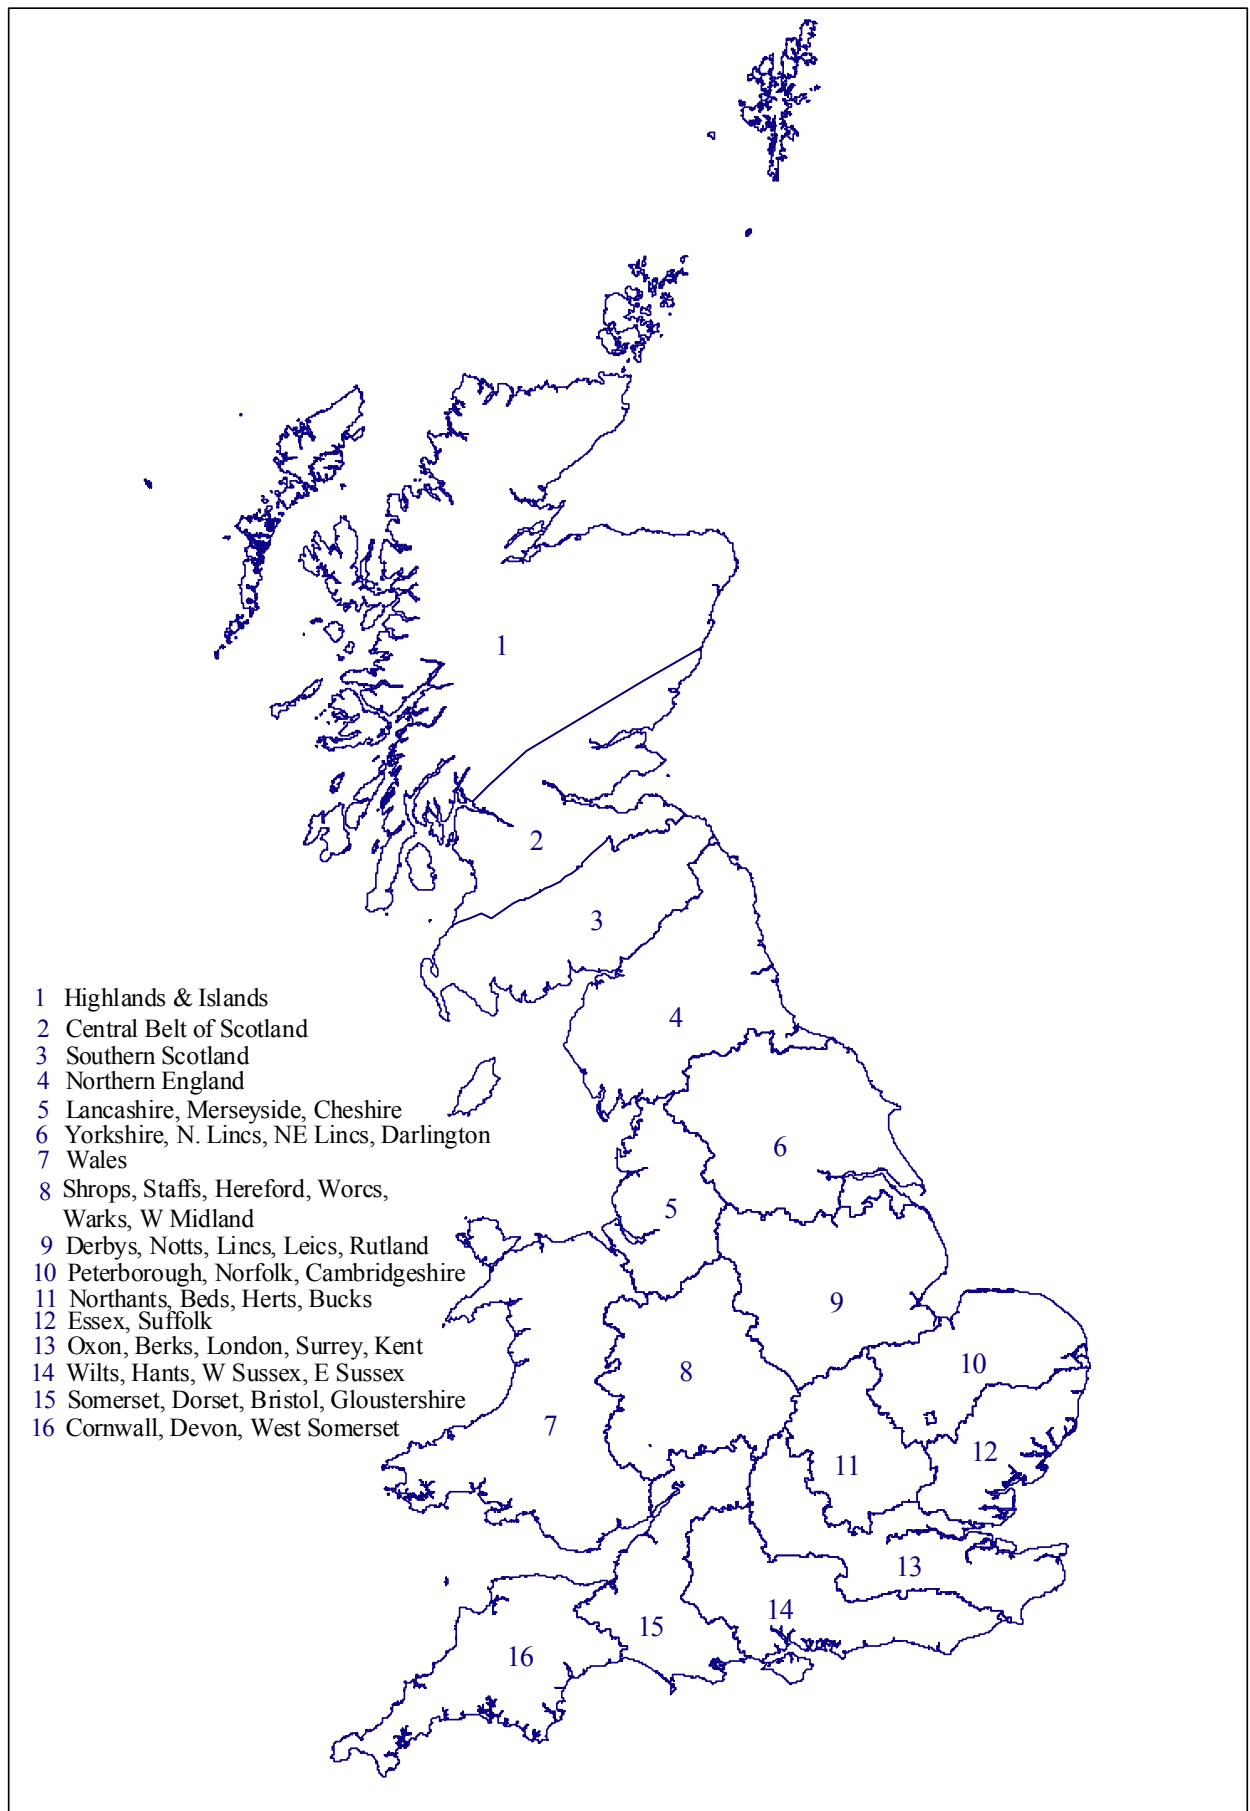 1
2
3
1 Highlands & Islands
2 Central Belt of Scotland
3 Southern Scotland
4 Northern England
5 Lancashire, Merseyside, Cheshire
6 Yorkshire, N. Lincs, NE Lincs, Darlington
7 Wales
8 Shrops, Staffs, Hereford, Worcs,
Warks, W Midland
9 Derbys, Notts, Lincs, Leics, Rutland
10 Peterborough, Norfolk, Cambridgeshire
11 Northants, Beds, Herts, Bucks
12 Essex, Suffolk
13 Oxon, Berks, London, Surrey, Kent
14 Wilts, Hants, W Sussex, E Sussex
15 Somerset, Dorset, Bristol, Gloustershire
16 Cornwall, Devon, West Somerset
4
6
5
9
10
8
7
12
11
13
14
15
16